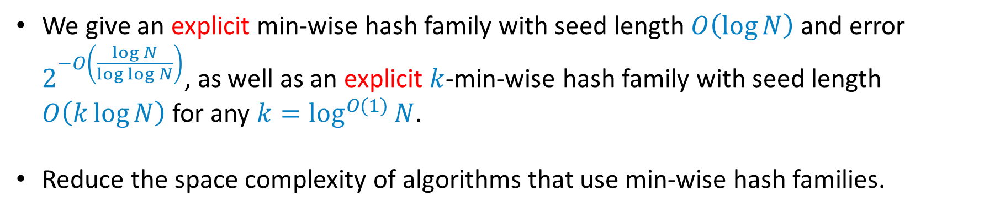 • We give an explicit min-wise hash family with seed length O(log N) and error
2^{-O(\frac{log N}{log log N})}, as well as an explicit k-min-wise hash family with seed length
O(k log N) for any k = log^{O(1)} N.
• Reduce the space complexity of algorithms that use min-wise hash families.